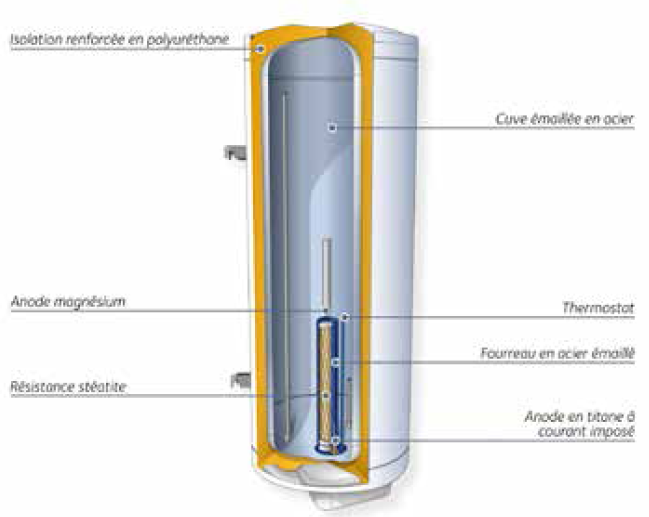 Isolation renforcée en polyuréthane
Cuve émaillée en acier
Anode magnésium
Thermostat
Fourreau en acier émaillé
Résistance stéatite
Anode en titane à
courant imposé